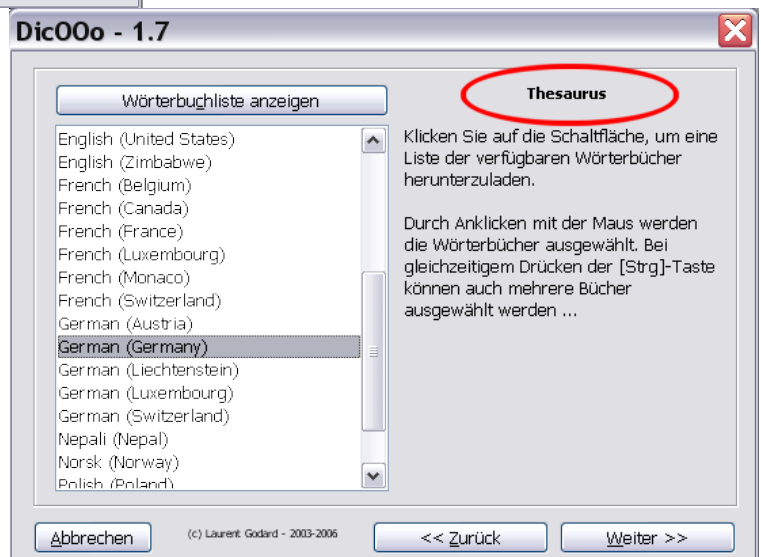 DicOOo - 1.7
Wörterbuchliste anzeigen
English (United States)
English (Zimbabwe)
French (Belgium)
French (Canada)
French (France)
French (Luxembourg)
French (Monaco)
French (Switzerland)
German (Austria)
German (Germany)
German (Liechtenstein)
German (Luxembourg)
German (Switzerland)
Nepali (Nepal)
Norsk (Norway)
Polish (Poland)
Thesaurus
Klicken Sie auf die Schaltfläche, um eine
Liste der verfügbaren Wörterbücher
herunterzuladen.
Durch Anklicken mit der Maus werden
die Wörterbücher ausgewählt. Bei
gleichzeitigem Drücken der [Strg]-Taste
können auch mehrere Bücher
ausgewählt werden ...
Abbrechen
(c) Laurent Godard - 2003-2006
<< Zurück
Weiter >>